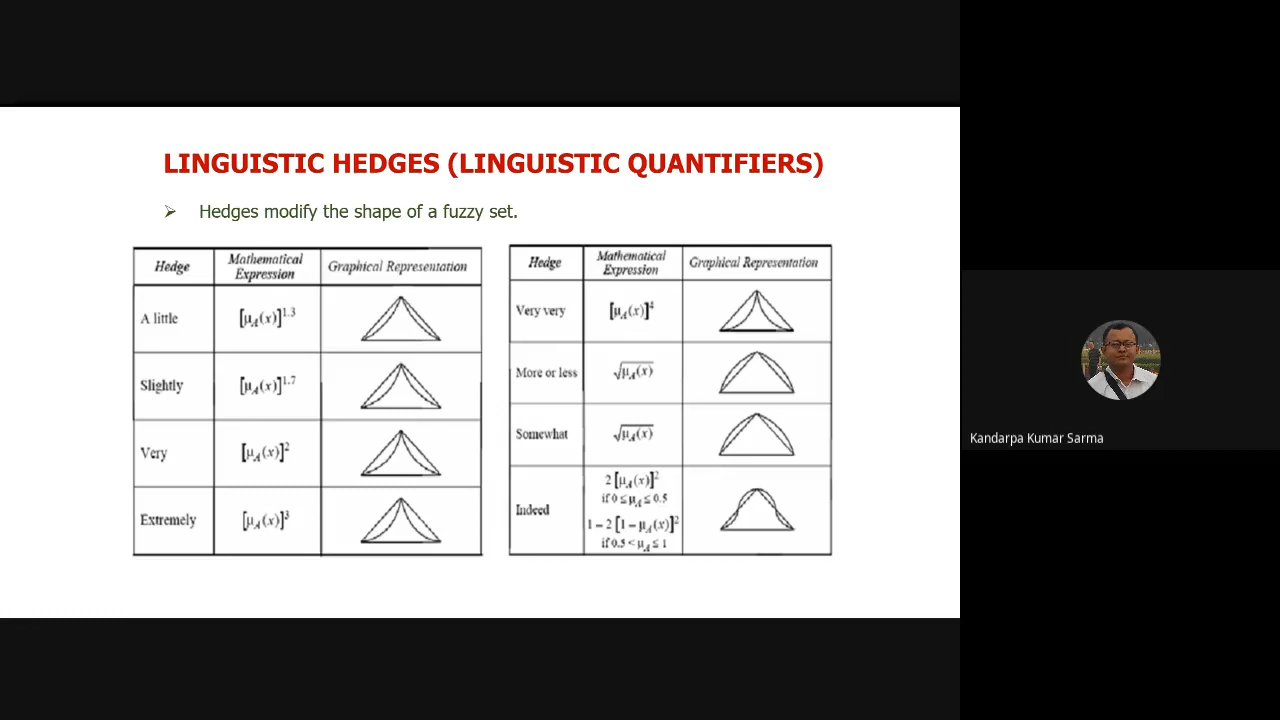 LINGUISTIC HEDGES (LINGUISTIC QUANTIFIERS)
➢ Hedges modify the shape of a fuzzy set.
Hedge Mathematical Expression Graphical Representation
A little [μ_A(x)]^1.3
Slightly [μ_A(x)]^1.7
Very [μ_A(x)]^2
Extremely [μ_A(x)]^3
Hedge Mathematical Expression Graphical Representation
Very very [μ_A(x)]^4
More or less √μ_A(x)
Somewhat √μ_A(x)
Indeed
2 [μ_A(x)]^2
if 0 ≤ μ_A ≤ 0.5
1 − 2 [1 − μ_A(x)]^2
if 0.5 < μ_A ≤ 1
Kandarpa Kumar Sarma